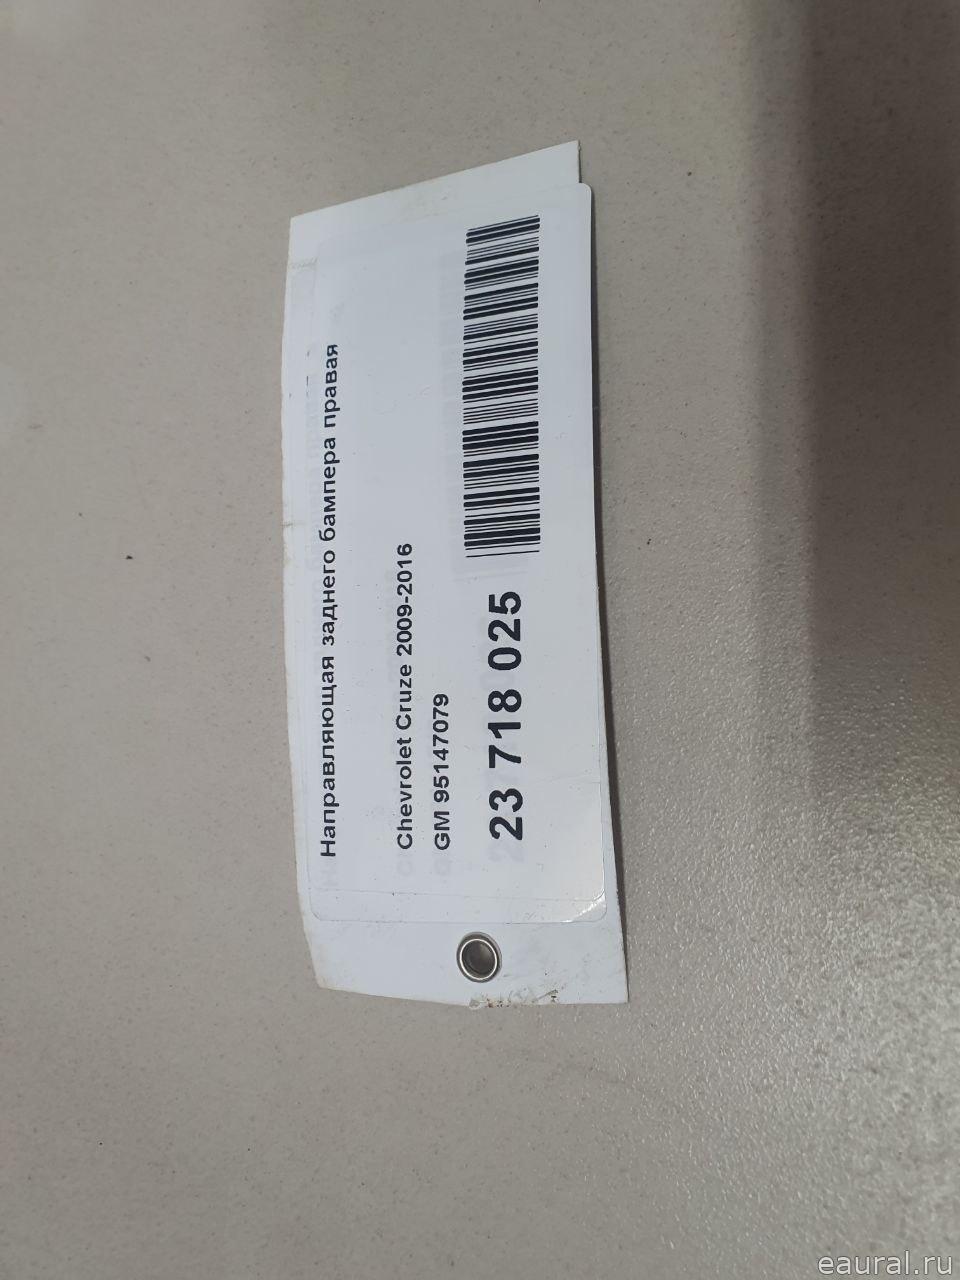 Направляющая заднего бампера правая
Chevrolet Cruze 2009-2016
GM 95147079
23 718 025
eaural.ru